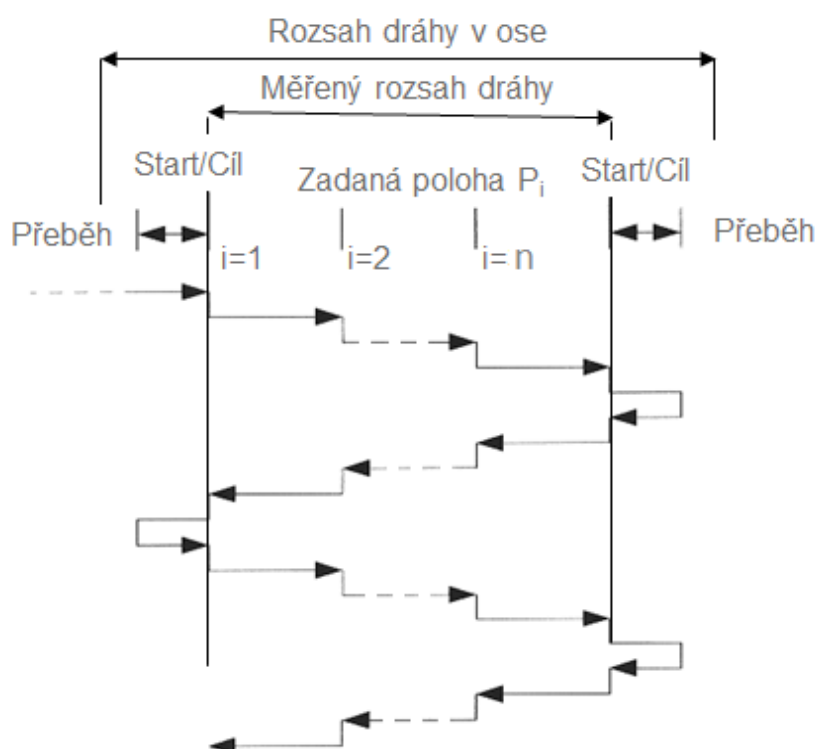 Rozsah dráhy v ose
Měřený rozsah dráhy
Start/Cíl
Zadaná poloha Pi
Start/Cíl
Přeběh
Přeběh
i=1
i=2
i= n